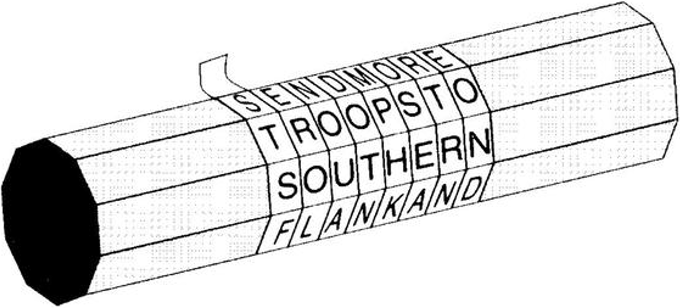 SENDMORE
TROOPSTO
SOUTHERN
FLANKAND